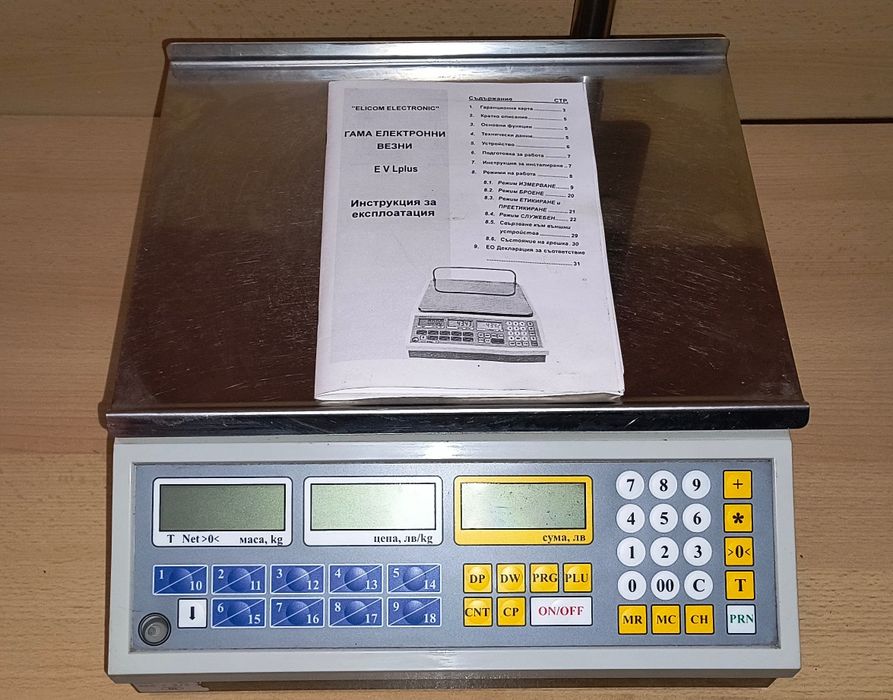 "ELICOM ELECTRONIC"
ГАМА ЕЛЕКТРОННИ
ВЕЗНИ
E V Lplus
Инструкция за
експлоатация
Съдържание СТР.
1. Гаранционна карта 3
2. Кратко описание 5
3. Основни функции 5
4. Технически данни 5
5. Устройство 6
6. Подготовка за работа 7
7. Инструкция за инсталиране 7
8. Режими на работа 8
8.1. Режим ИЗМЕРВАНЕ 9
8.2. Режим БРОЕНЕ 20
8.3. Режим ЕТИКИРАНЕ и
ПРЕЕТИКИРАНЕ 21
8.4. Режим СЛУЖЕБЕН 22
8.5. Свързване към външни
устройства 29
8.6. Състояние на грешка 30
9. ЕО Декларация за съответствие
31
T Net >0< маса, kg
цена, лв/kg
сума, лв
7 8 9 +
4 5 6 *
1 2 3 >0<
0 00 C T
MR MC CH PRN
DP DW PRG PLU
CNT CP ON/OFF
1 10 2 11 3 12 4 13 5 14
↓ 6 15 7 16 8 17 9 18